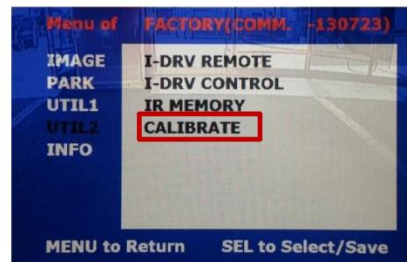 Menu of FACTORY(COMM. -130723)
IMAGE I-DRV REMOTE
PARK I-DRV CONTROL
UTIL1 IR MEMORY
UTIL2 CALIBRATE
INFO
MENU to Return SEL to Select/Save